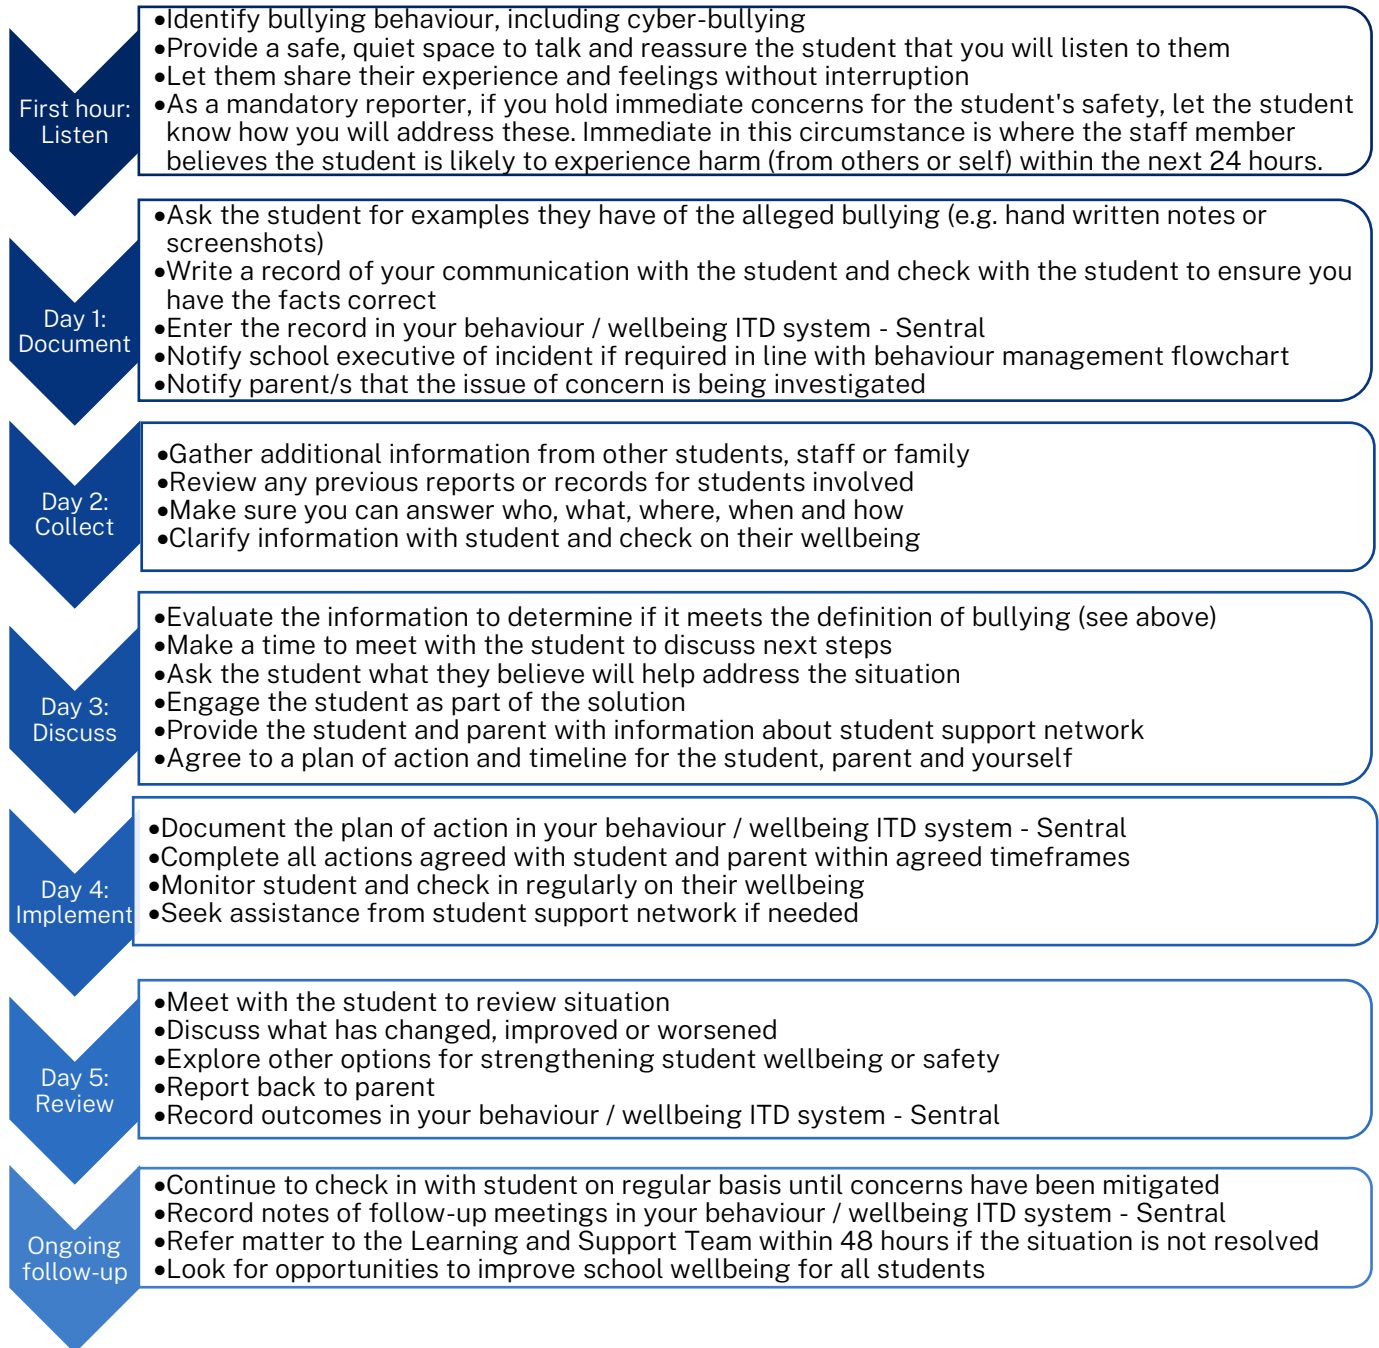 First hour:
Listen
•Identify bullying behaviour, including cyber-bullying
•Provide a safe, quiet space to talk and reassure the student that you will listen to them
•Let them share their experience and feelings without interruption
•As a mandatory reporter, if you hold immediate concerns for the student's safety, let the student
know how you will address these. Immediate in this circumstance is where the staff member
believes the student is likely to experience harm (from others or self) within the next 24 hours.
Day 1:
Document
•Ask the student for examples they have of the alleged bullying (e.g. hand written notes or
screenshots)
•Write a record of your communication with the student and check with the student to ensure you
have the facts correct
•Enter the record in your behaviour / wellbeing ITD system - Sentral
•Notify school executive of incident if required in line with behaviour management flowchart
•Notify parent/s that the issue of concern is being investigated
Day 2:
Collect
•Gather additional information from other students, staff or family
•Review any previous reports or records for students involved
•Make sure you can answer who, what, where, when and how
•Clarify information with student and check on their wellbeing
Day 3:
Discuss
•Evaluate the information to determine if it meets the definition of bullying (see above)
•Make a time to meet with the student to discuss next steps
•Ask the student what they believe will help address the situation
•Engage the student as part of the solution
•Provide the student and parent with information about student support network
•Agree to a plan of action and timeline for the student, parent and yourself
Day 4:
Implement
•Document the plan of action in your behaviour / wellbeing ITD system - Sentral
•Complete all actions agreed with student and parent within agreed timeframes
•Monitor student and check in regularly on their wellbeing
•Seek assistance from student support network if needed
Day 5:
Review
•Meet with the student to review situation
•Discuss what has changed, improved or worsened
•Explore other options for strengthening student wellbeing or safety
•Report back to parent
•Record outcomes in your behaviour / wellbeing ITD system - Sentral
Ongoing
follow-up
•Continue to check in with student on regular basis until concerns have been mitigated
•Record notes of follow-up meetings in your behaviour / wellbeing ITD system - Sentral
•Refer matter to the Learning and Support Team within 48 hours if the situation is not resolved
•Look for opportunities to improve school wellbeing for all students